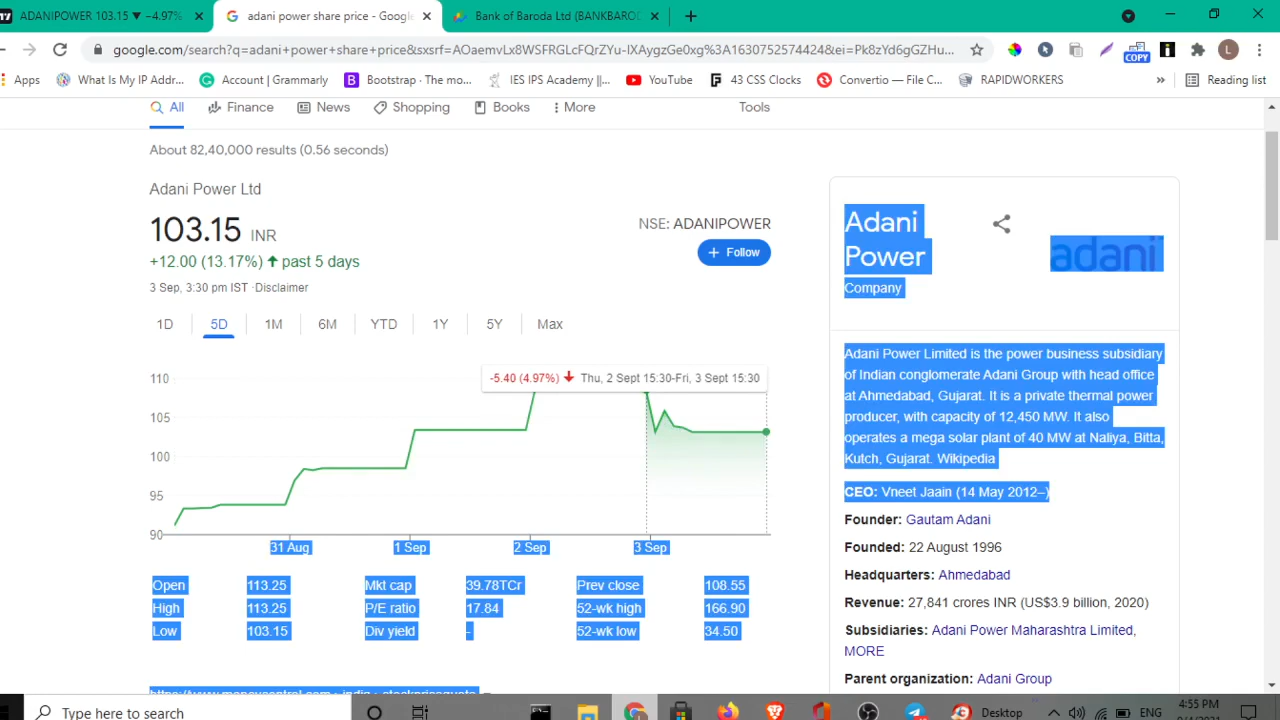 ADANIPOWER 103.15 ▼ −4.97%
adani power share price - Google
Bank of Baroda Ltd (BANKBARO
google.com/search?q=adani+power+share+price&sxsrf=AOaemvLx8WSFRGLcFQrZYu-IXAygzGe0xg%3A1630752574424&ei=Pk8zYd6gGZHu...
COPY
L
Apps
What Is My IP Addr...
Account | Grammarly
Bootstrap · The mo...
IES IPS Academy ||...
YouTube
43 CSS Clocks
Convertio — File C...
RAPIDWORKERS
»
Reading list
All
Finance
News
Shopping
Books
More
Tools
About 82,40,000 results (0.56 seconds)
Adani Power Ltd
103.15 INR
NSE: ADANIPOWER
+12.00 (13.17%) ↑ past 5 days
+ Follow
3 Sep, 3:30 pm IST ·Disclaimer
1D 5D 1M 6M YTD 1Y 5Y Max
-5.40 (4.97%) ↓ Thu, 2 Sept 15:30-Fri, 3 Sept 15:30
110
105
100
95
90
31 Aug 1 Sep 2 Sep 3 Sep
Open 113.25 Mkt cap 39.78TCr Prev close 108.55
High 113.25 P/E ratio 17.84 52-wk high 166.90
Low 103.15 Div yield - 52-wk low 34.50
https://www.moneycontrol.com › india › stockpricequote
Adani
Power
Company
adani
Adani Power Limited is the power business subsidiary
of Indian conglomerate Adani Group with head office
at Ahmedabad, Gujarat. It is a private thermal power
producer, with capacity of 12,450 MW. It also
operates a mega solar plant of 40 MW at Naliya, Bitta,
Kutch, Gujarat. Wikipedia
CEO: Vneet Jaain (14 May 2012–)
Founder: Gautam Adani
Founded: 22 August 1996
Headquarters: Ahmedabad
Revenue: 27,841 crores INR (US$3.9 billion, 2020)
Subsidiaries: Adani Power Maharashtra Limited,
MORE
Parent organization: Adani Group
Type here to search
Desktop
ENG
4:55 PM